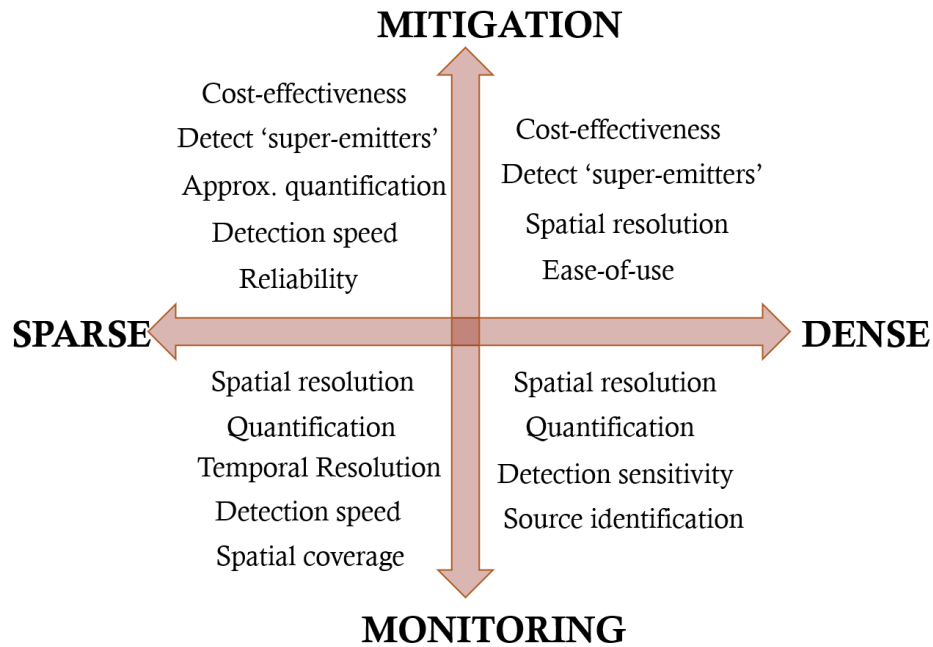 MITIGATION
Cost-effectiveness
Detect ‘super-emitters’
Approx. quantification
Detection speed
Reliability
Cost-effectiveness
Detect ‘super-emitters’
Spatial resolution
Ease-of-use
SPARSE
DENSE
Spatial resolution
Quantification
Temporal Resolution
Detection speed
Spatial coverage
Spatial resolution
Quantification
Detection sensitivity
Source identification
MONITORING